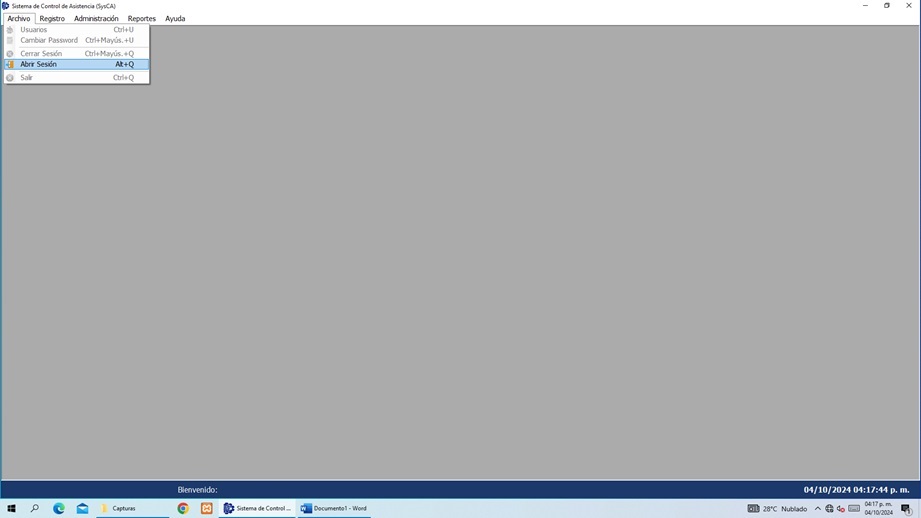 Sistema de Control de Asistencia (SysCA)
Archivo Registro Administración Reportes Ayuda
Usuarios Ctrl+U
Cambiar Password Ctrl+Mayús.+U
Cerrar Sesión Ctrl+Mayús.+Q
Abrir Sesión Alt+Q
Salir Ctrl+Q
Bienvenido: 04/10/2024 04:17:44 p. m.
Capturas Sistema de Control ... Documento1 - Word 28°C Nublado 04:17 p. m.
04/10/2024